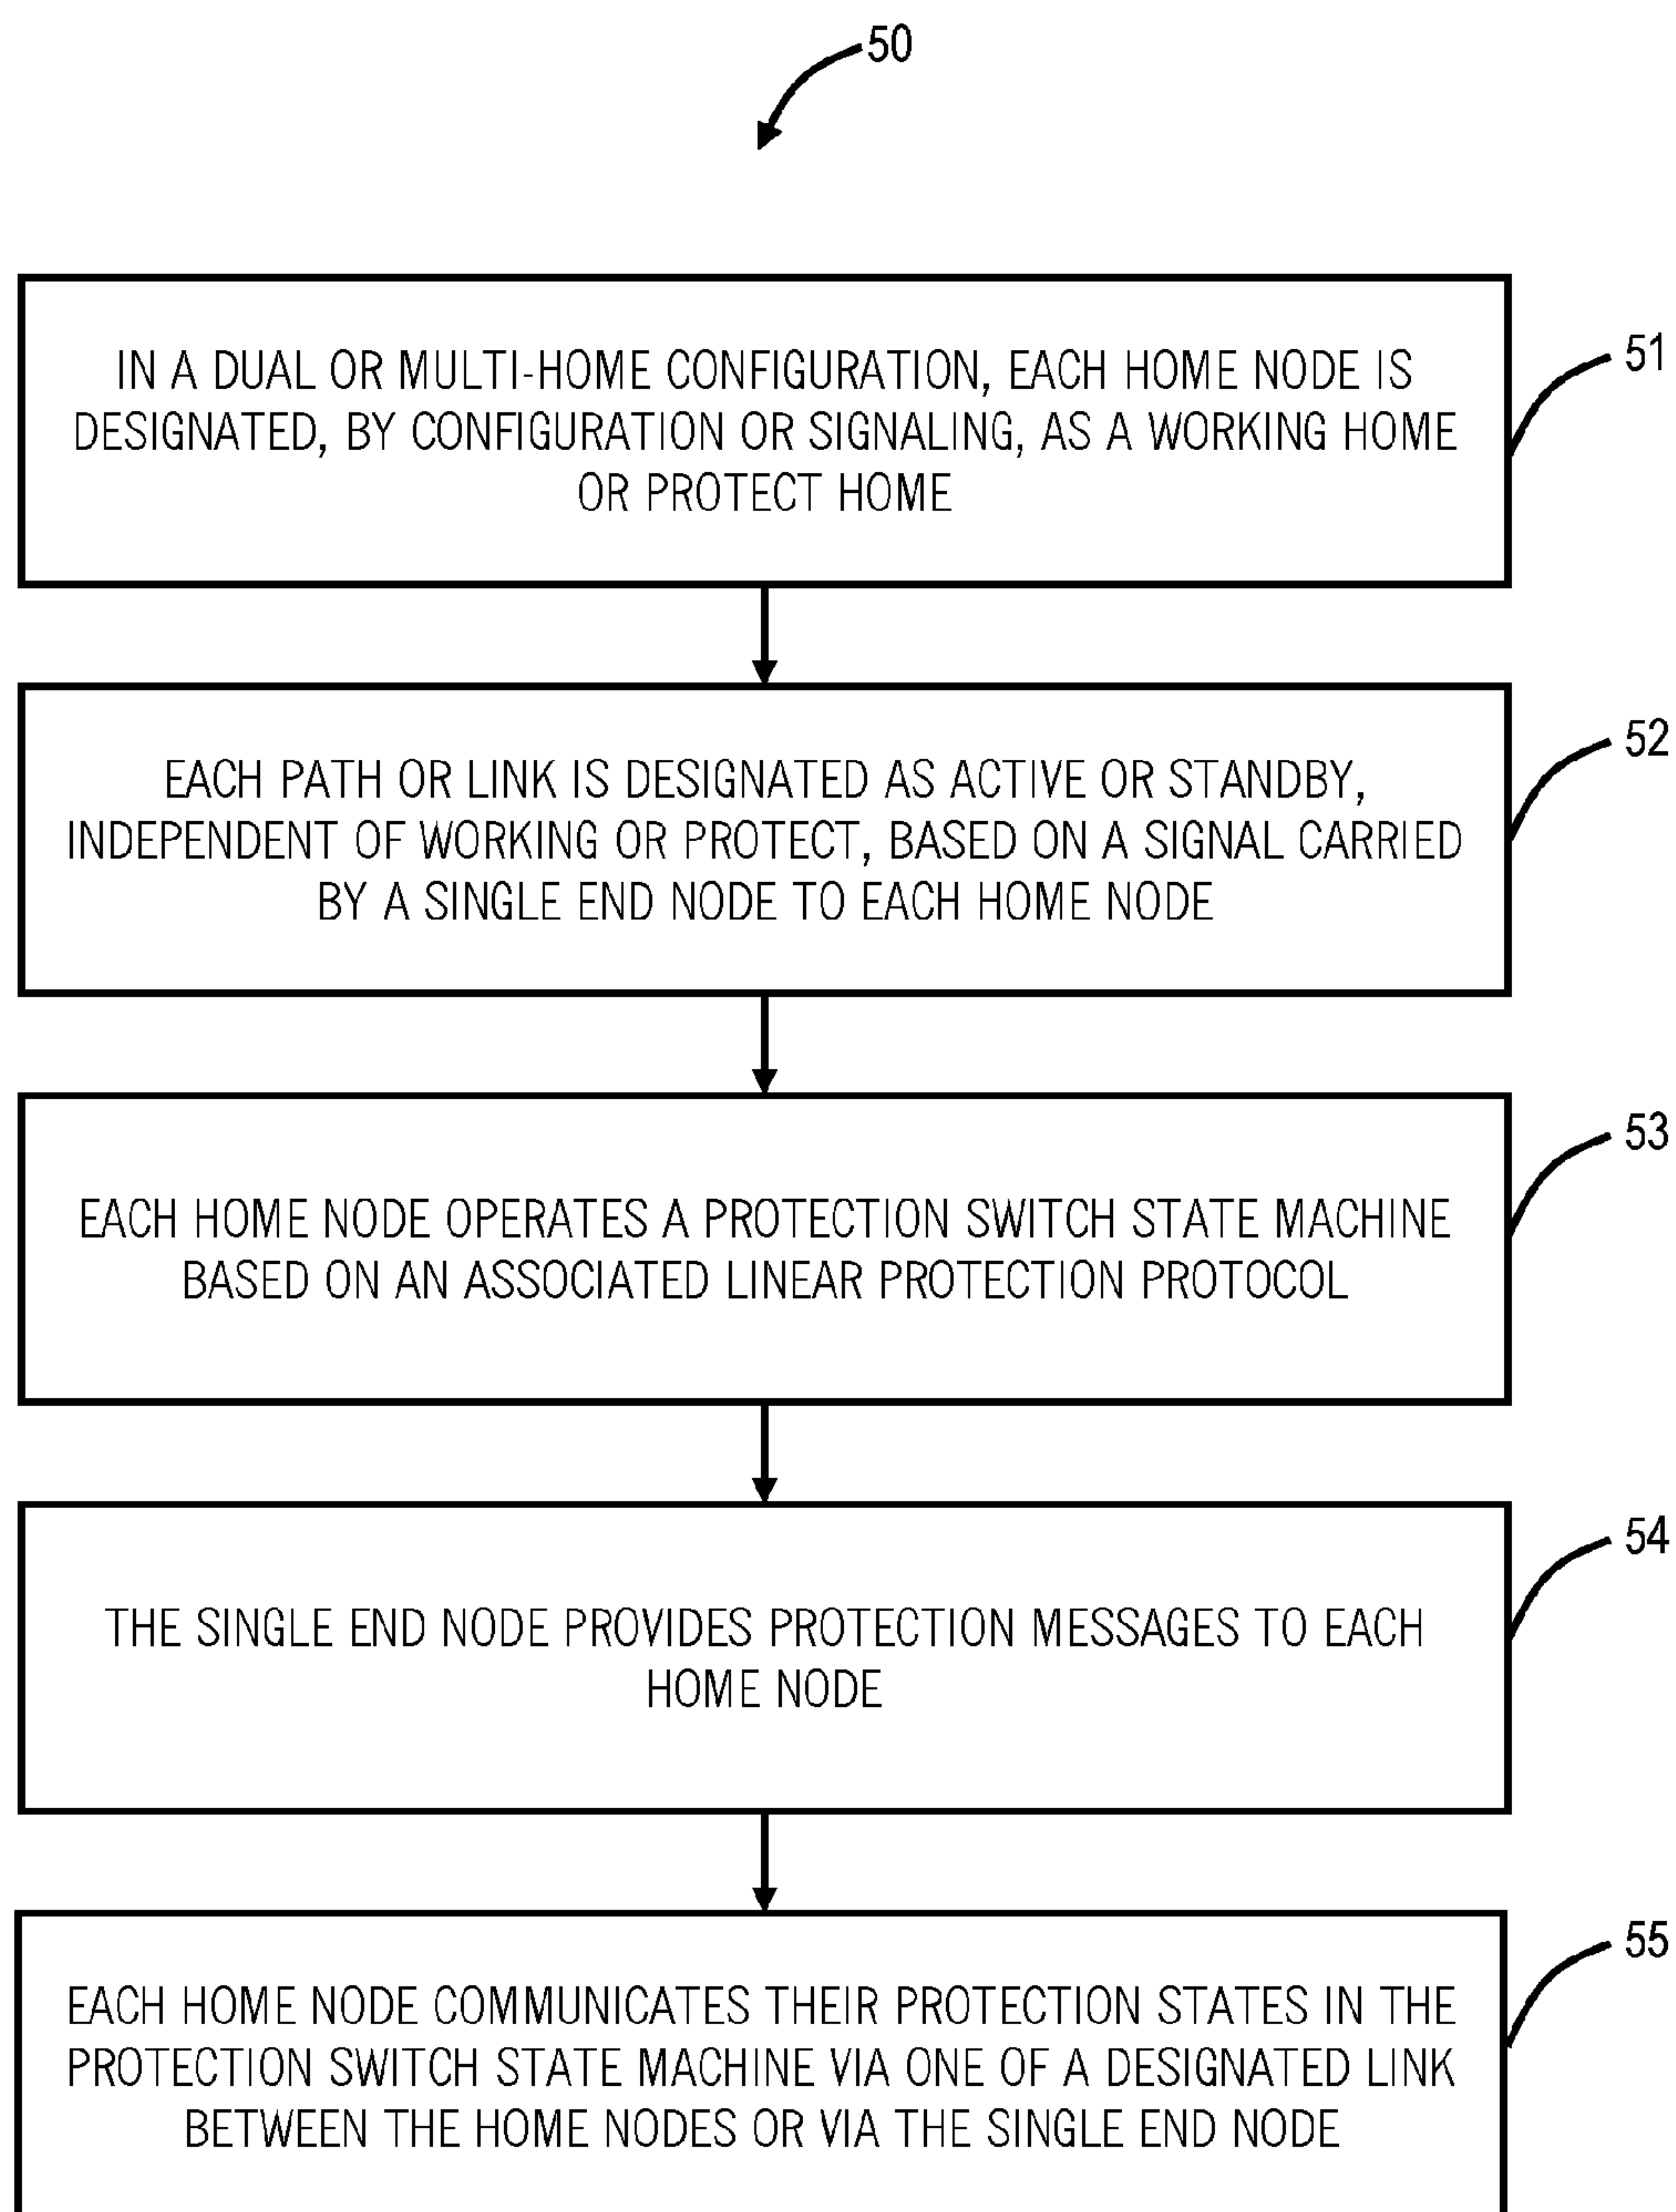 50
IN A DUAL OR MULTI-HOME CONFIGURATION, EACH HOME NODE IS
DESIGNATED, BY CONFIGURATION OR SIGNALING, AS A WORKING HOME
OR PROTECT HOME
51
EACH PATH OR LINK IS DESIGNATED AS ACTIVE OR STANDBY,
INDEPENDENT OF WORKING OR PROTECT, BASED ON A SIGNAL CARRIED
BY A SINGLE END NODE TO EACH HOME NODE
52
EACH HOME NODE OPERATES A PROTECTION SWITCH STATE MACHINE
BASED ON AN ASSOCIATED LINEAR PROTECTION PROTOCOL
53
THE SINGLE END NODE PROVIDES PROTECTION MESSAGES TO EACH
HOME NODE
54
EACH HOME NODE COMMUNICATES THEIR PROTECTION STATES IN THE
PROTECTION SWITCH STATE MACHINE VIA ONE OF A DESIGNATED LINK
BETWEEN THE HOME NODES OR VIA THE SINGLE END NODE
55